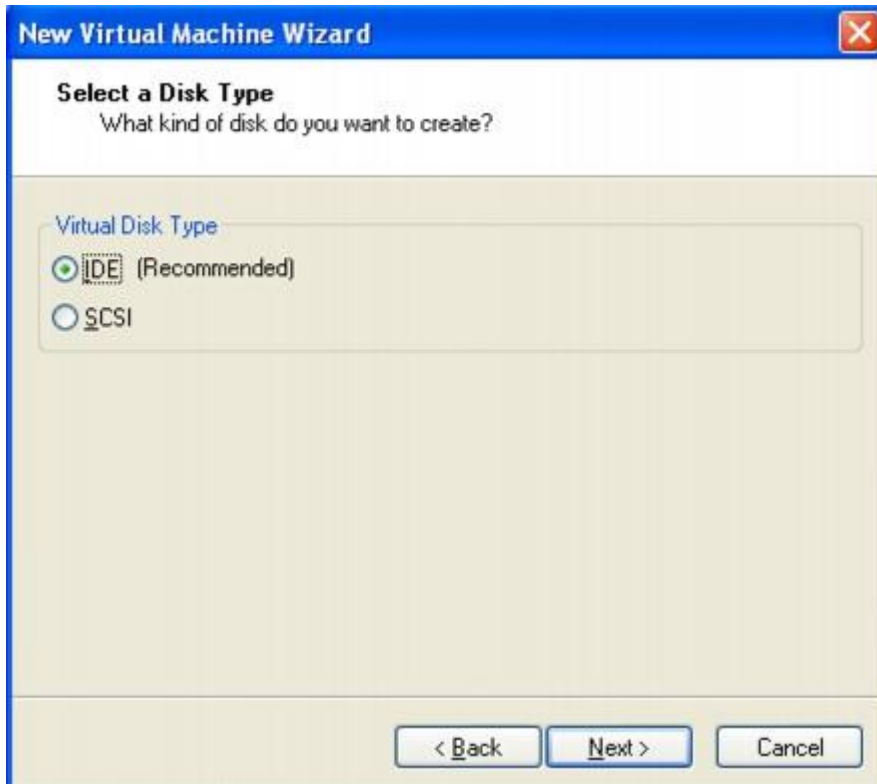 New Virtual Machine Wizard
Select a Disk Type
What kind of disk do you want to create?
Virtual Disk Type
IDE (Recommended)
SCSI
< Back Next > Cancel